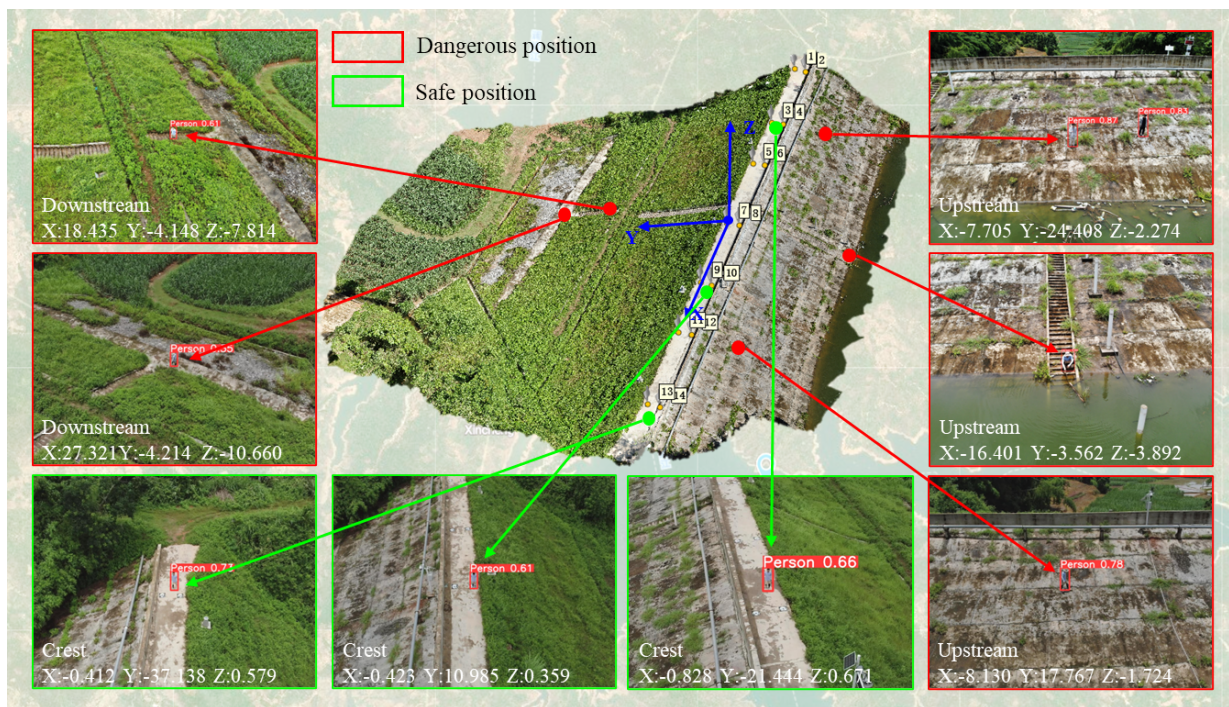 Dangerous position
Safe position
Person 0.61
Downstream
X:18.435 Y:-4.148 Z:-7.814
Downstream
X:27.321 Y:-4.214 Z:-10.660
Z
Y
X
1 2
3 4
5 6
7 8
9 10
11 12
13 14
Person 0.87
Person 0.83
Upstream
X:-7.705 Y:-24.408 Z:-2.274
Upstream
X:-16.401 Y:-3.562 Z:-3.892
Person 0.73
Crest
X:-0.412 Y:-37.138 Z:0.579
Person 0.61
Crest
X:-0.423 Y:10.985 Z:0.359
Person 0.66
Crest
X:-0.828 Y:-21.444 Z:0.671
Person 0.78
Upstream
X:-8.130 Y:17.767 Z:-1.724